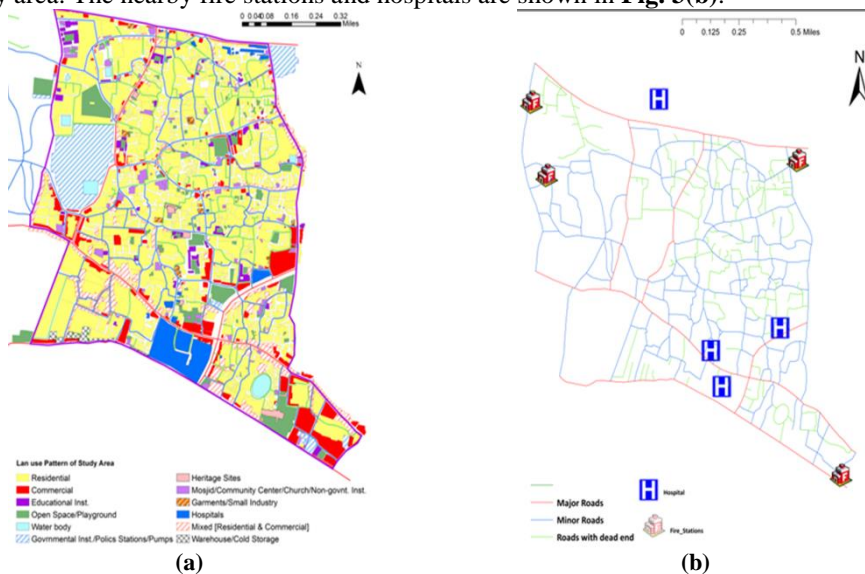 y area. The nearby fire stations and hospitals are shown in Fig. 3(b).
0 0.04 0.08 0.16 0.24 0.32
Miles
N
0 0.125 0.25 0.5 Miles
N
H
H
H
H
Lan use Pattern of Study Area
Residential
Commercial
Educational Inst.
Open Space/Playground
Water body
Govrnmental Inst./Polics Stations/Pumps
Heritage Sites
Mosjid/Community Center/Church/Non-govnt. Inst.
Garments/Small Industry
Hospitals
Mixed [Residential & Commercial]
Warehouse/Cold Storage
Major Roads
Minor Roads
Roads with dead end
H
Hospital
Fire_Stations
(a)
(b)